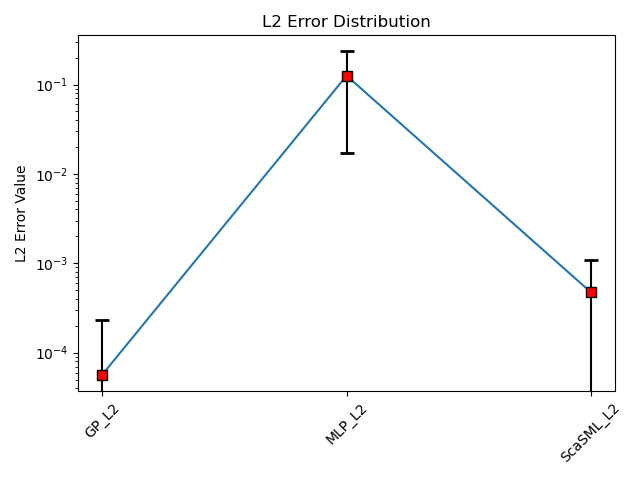 L2 Error Distribution
L2 Error Value
10⁻¹
10⁻²
10⁻³
10⁻⁴
GP_L2
MLP_L2
ScaSML_L2